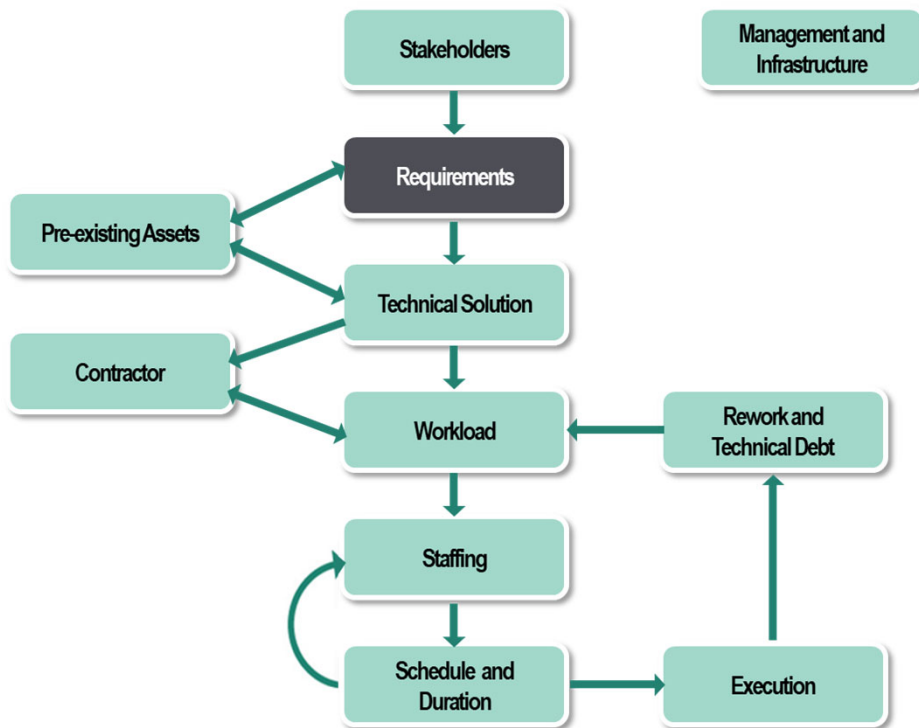 Stakeholders
Management and
Infrastructure
Requirements
Pre-existing Assets
Technical Solution
Contractor
Workload
Rework and
Technical Debt
Staffing
Schedule and
Duration
Execution